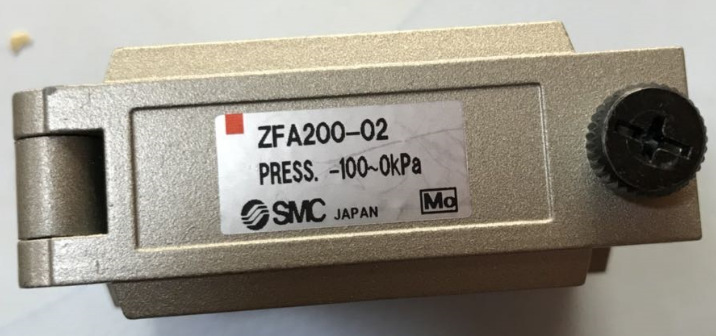 ZFA200-02
PRESS. -100~0kPa
SMC JAPAN Mo